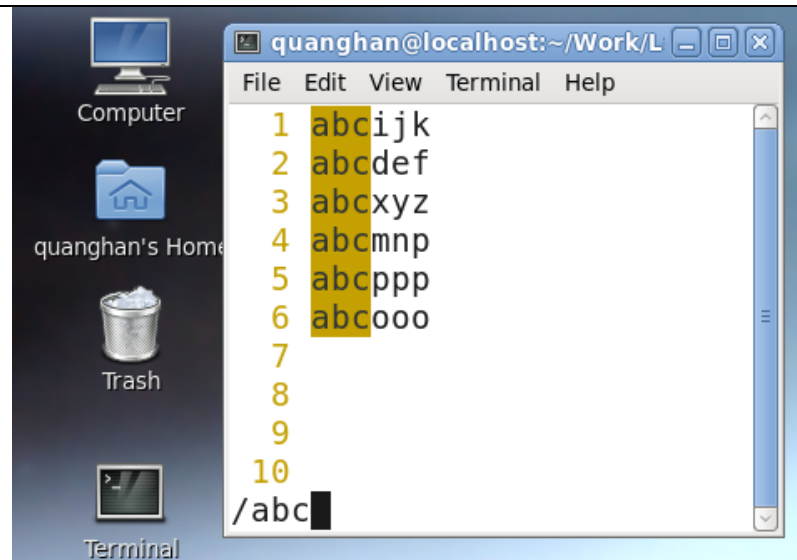 Computer
quanghan's Home
Trash
Terminal
quanghan@localhost:~/Work/L
File Edit View Terminal Help
1 abcijk
2 abcdef
3 abcxyz
4 abcmnp
5 abcppp
6 abcooo
7
8
9
10
/abc